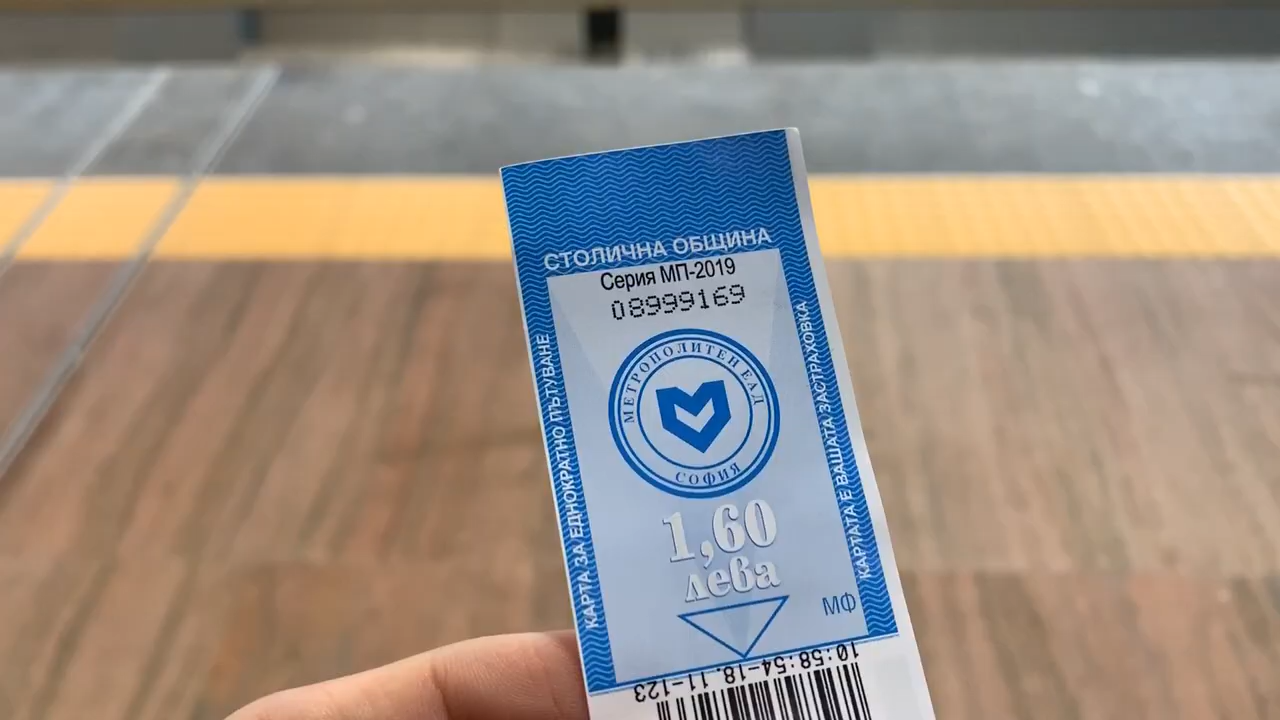 СТОЛИЧНА ОБЩИНА
Серия МП-2019
08999169
МЕТРОПОЛИТЕН ЕАД
СОФИЯ
1,60
лева
МФ
КАРТА ЗА ЕДНОКРАТНО ПЪТУВАНЕ
КАРТАТА Е ВАШАТА ЗАСТРАХОВКА
10:58:54-18.11-123